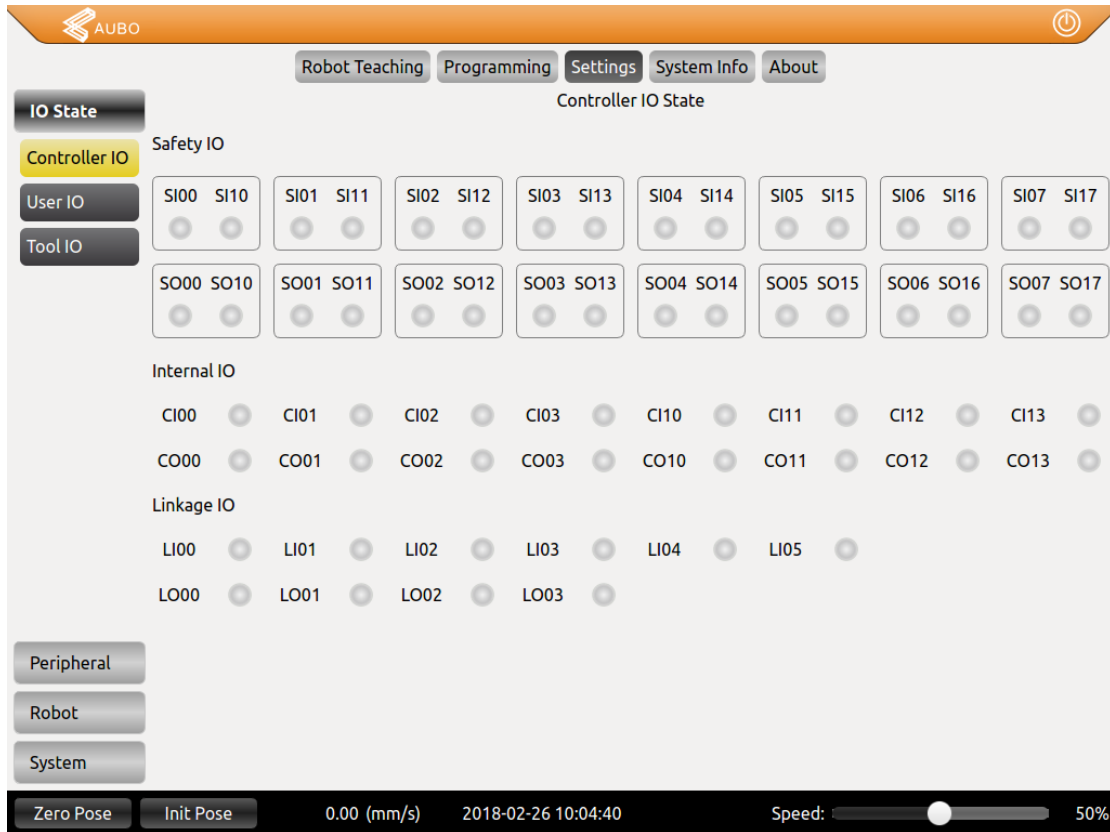 AUBO
Robot Teaching Programming Settings System Info About
IO State
Controller IO State
Controller IO
Safety IO
User IO
SI00 SI10 SI01 SI11 SI02 SI12 SI03 SI13 SI04 SI14 SI05 SI15 SI06 SI16 SI07 SI17
Tool IO
SO00 SO10 SO01 SO11 SO02 SO12 SO03 SO13 SO04 SO14 SO05 SO15 SO06 SO16 SO07 SO17
Internal IO
CI00 CI01 CI02 CI03 CI10 CI11 CI12 CI13
CO00 CO01 CO02 CO03 CO10 CO11 CO12 CO13
Linkage IO
LI00 LI01 LI02 LI03 LI04 LI05
LO00 LO01 LO02 LO03
Peripheral
Robot
System
Zero Pose Init Pose 0.00 (mm/s) 2018-02-26 10:04:40 Speed: 50%